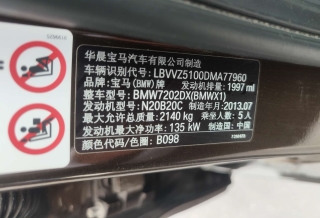 华晨宝马汽车有限公司制造
车辆识别代号: LBVVZ5100DMA77960
品牌: 宝马(BMW)牌 发动机排量: 1997 ml
整车型号: BMW7202DX(BMWX1)
发动机型号: N20B20C 制造年月: 2013.07
最大允许总质量: 2140 kg 乘坐人数: 5人
发动机最大净功率: 135 kW 制造国: 中国
颜色代码/色圈: B098